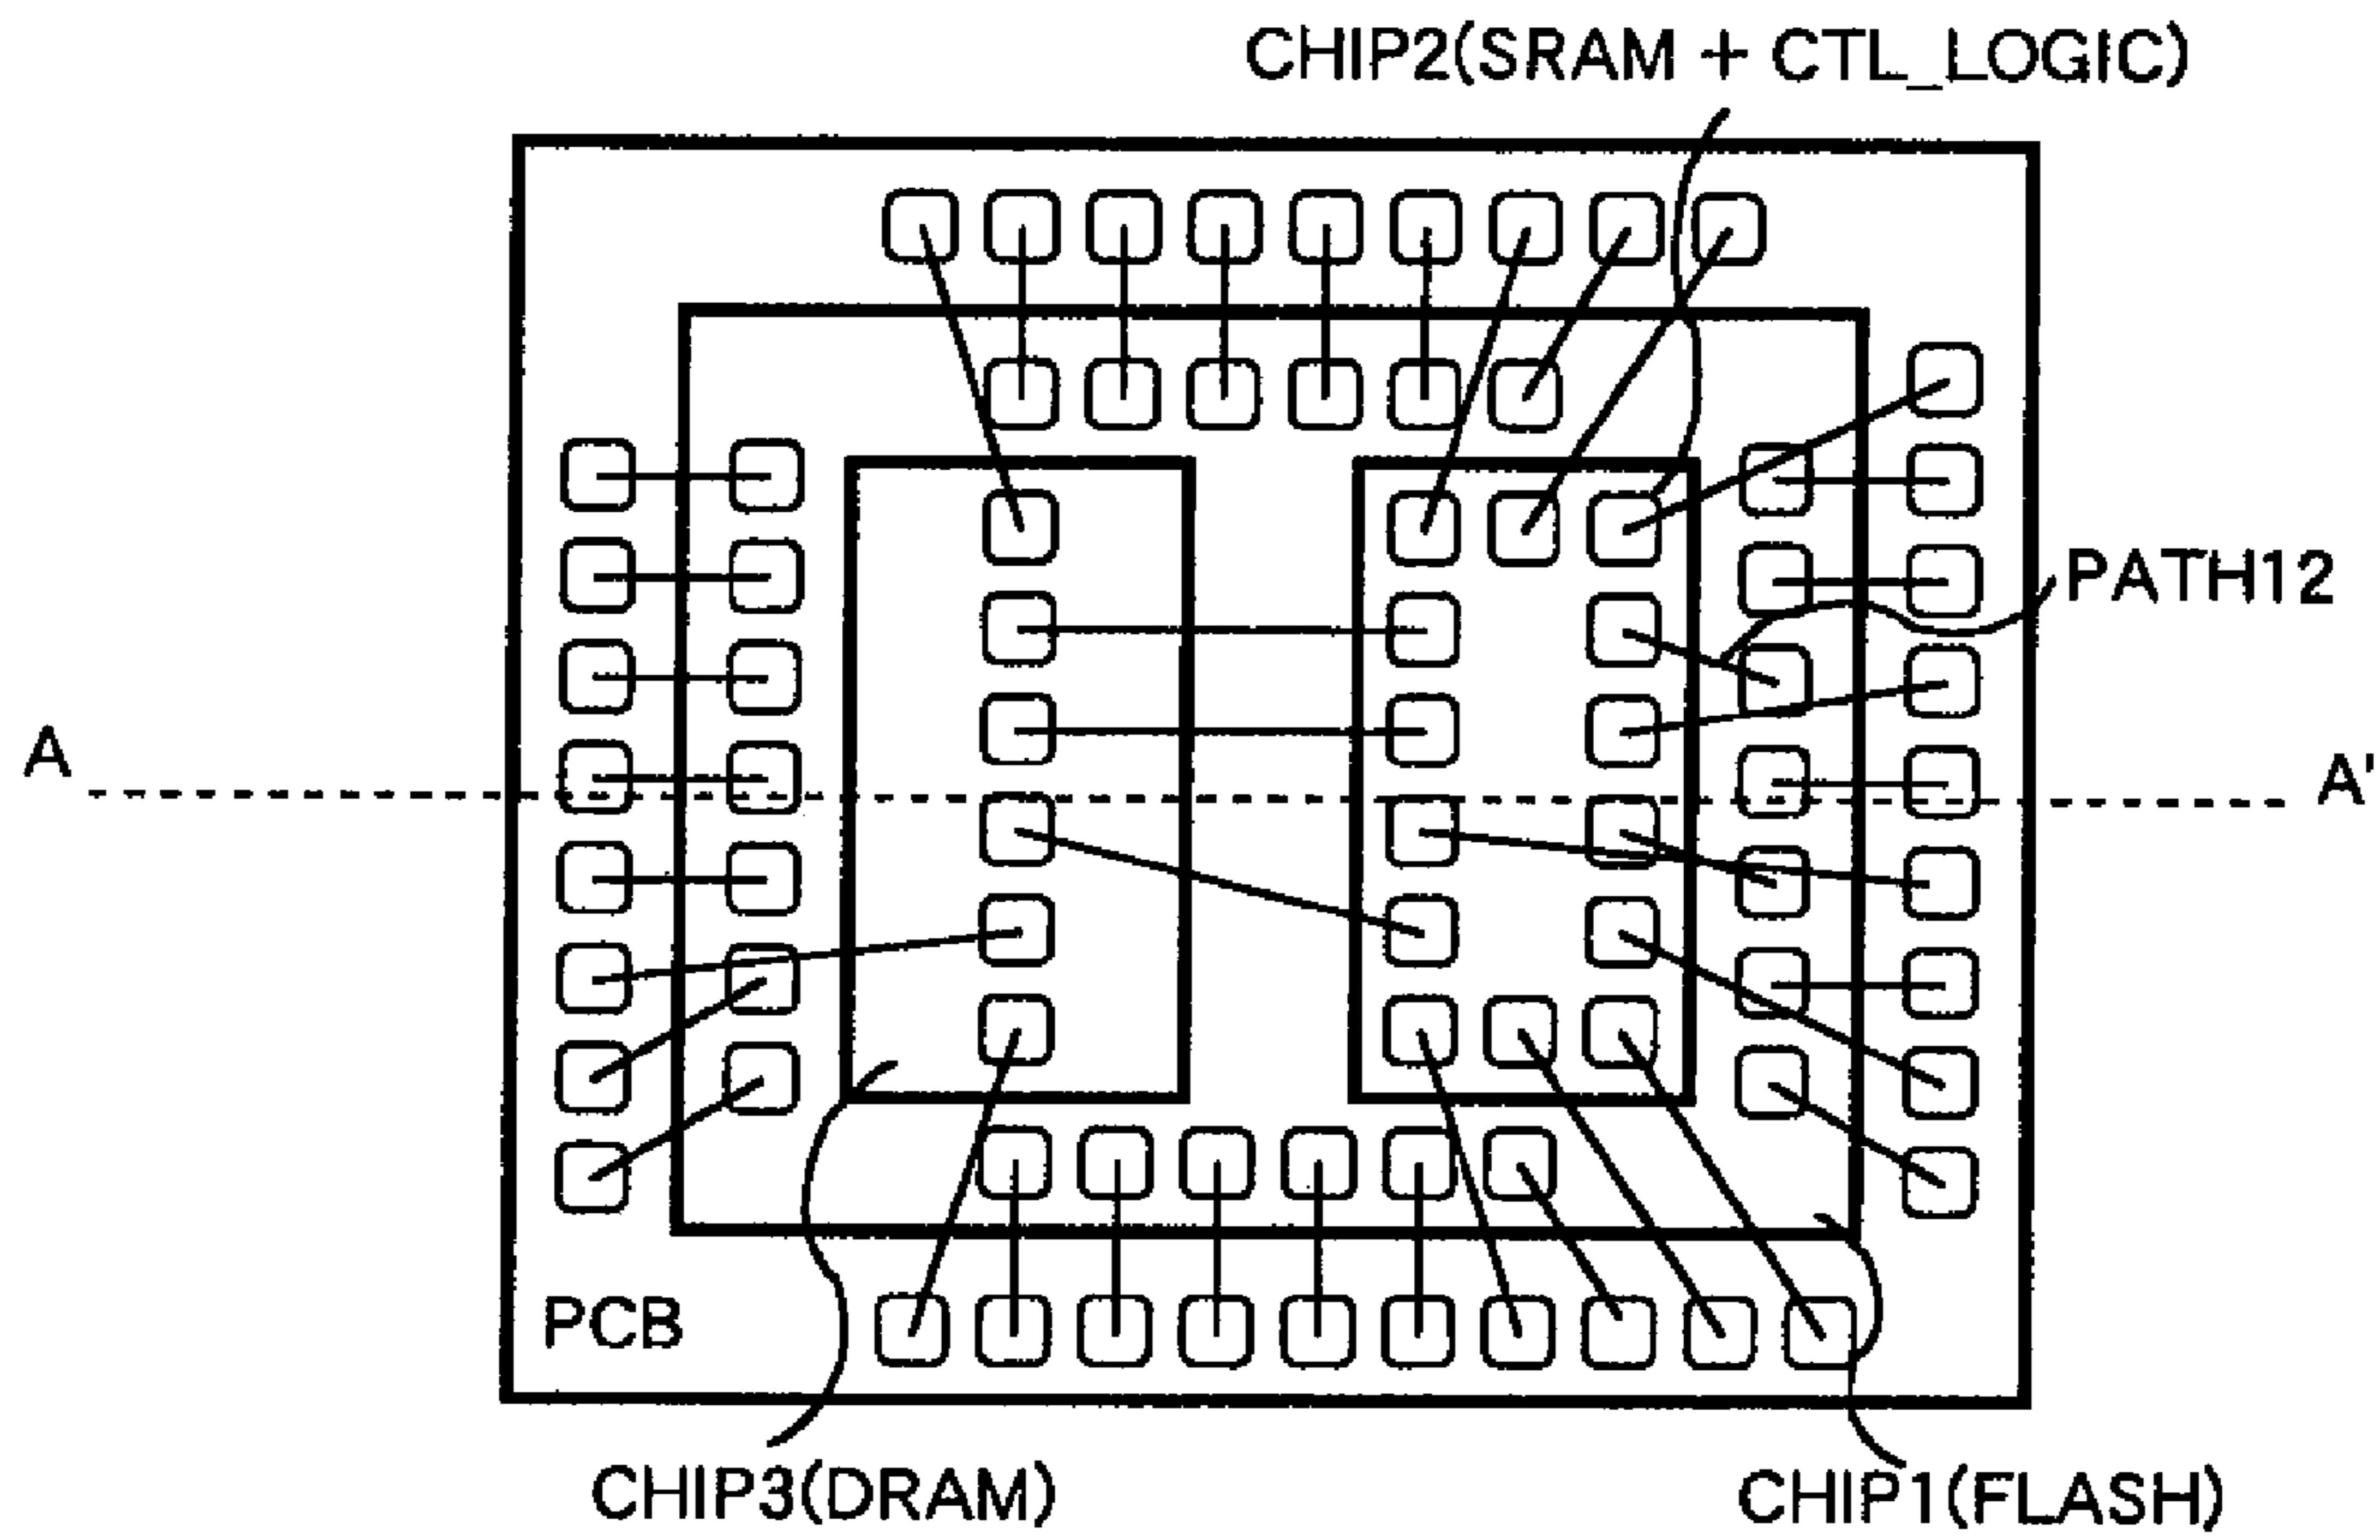 CHIP2(SRAM + CTL_LOGIC)
PATH12
A
A'
PCB
CHIP3(DRAM)
CHIP1(FLASH)